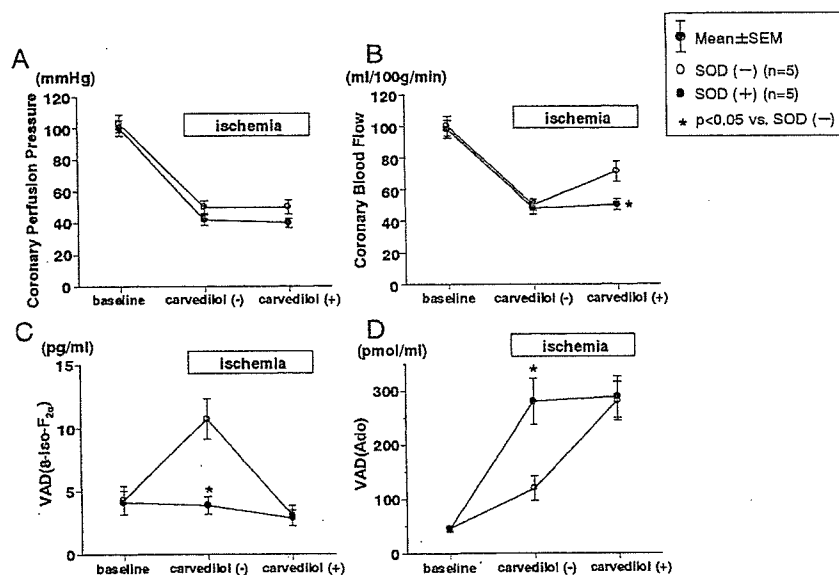 A
(mmHg)
Coronary Perfusion Pressure
120
100
80
60
40
20
0
ischemia
baseline
carvedilol (-)
carvedilol (+)
B
(ml/100g/min)
Coronary Blood Flow
120
100
80
60
40
20
0
ischemia
*
baseline
carvedilol (-)
carvedilol (+)
Mean±SEM
SOD (−) (n=5)
SOD (+) (n=5)
* p<0.05 vs. SOD (−)
C
(pg/ml)
VAD(8-Iso-F2α)
15
10
5
0
ischemia
*
baseline
carvedilol (-)
carvedilol (+)
D
(pmol/ml)
VAD(Ado)
300
200
100
0
ischemia
*
baseline
carvedilol (-)
carvedilol (+)